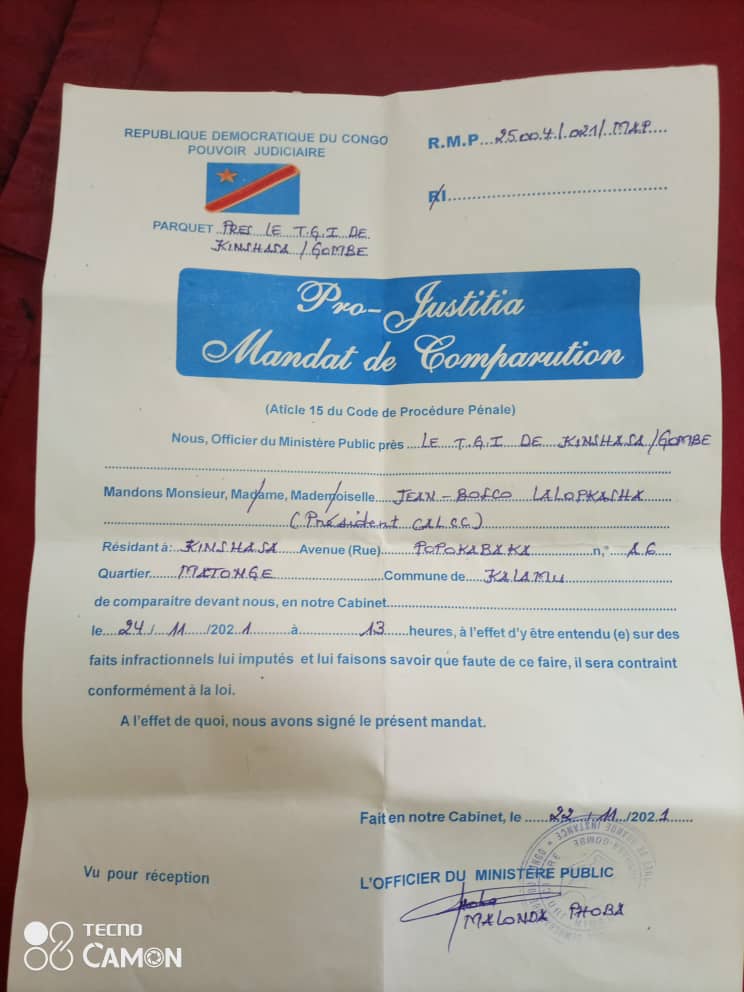 REPUBLIQUE DEMOCRATIQUE DU CONGO
POUVOIR JUDICIAIRE
R.M.P...25.007/021/MAP....
RI
PARQUET PRES LE T.G.I DE
KINSHASA / GOMBE
Pro-Justitia
Mandat de Comparution
(Aticle 15 du Code de Procédure Pénale)
Nous, Officier du Ministère Public près ...LE T.G.I DE KINSHASA/GOMBE
Mandons Monsieur, Madame, Mademoiselle JEAN-BOSCO LALOPKASHA
(Président CALCC)
Résidant à: KINSHASA Avenue (Rue) POPOKABAKA n,° 16
Quartier MATONGE Commune de KALAMU
de comparaître devant nous, en notre Cabinet
le 24/11/2021 à 13 heures, à l'effet d'y être entendu (e) sur des
faits infractionnels lui imputés et lui faisons savoir que faute de ce faire, il sera contraint
conformément à la loi.
A l'effet de quoi, nous avons signé le présent mandat.
Fait en notre Cabinet, le 22/11/2021
Vu pour réception
L'OFFICIER DU MINISTÈRE PUBLIC
MALONDA PHOBA
TECNO
CAMON